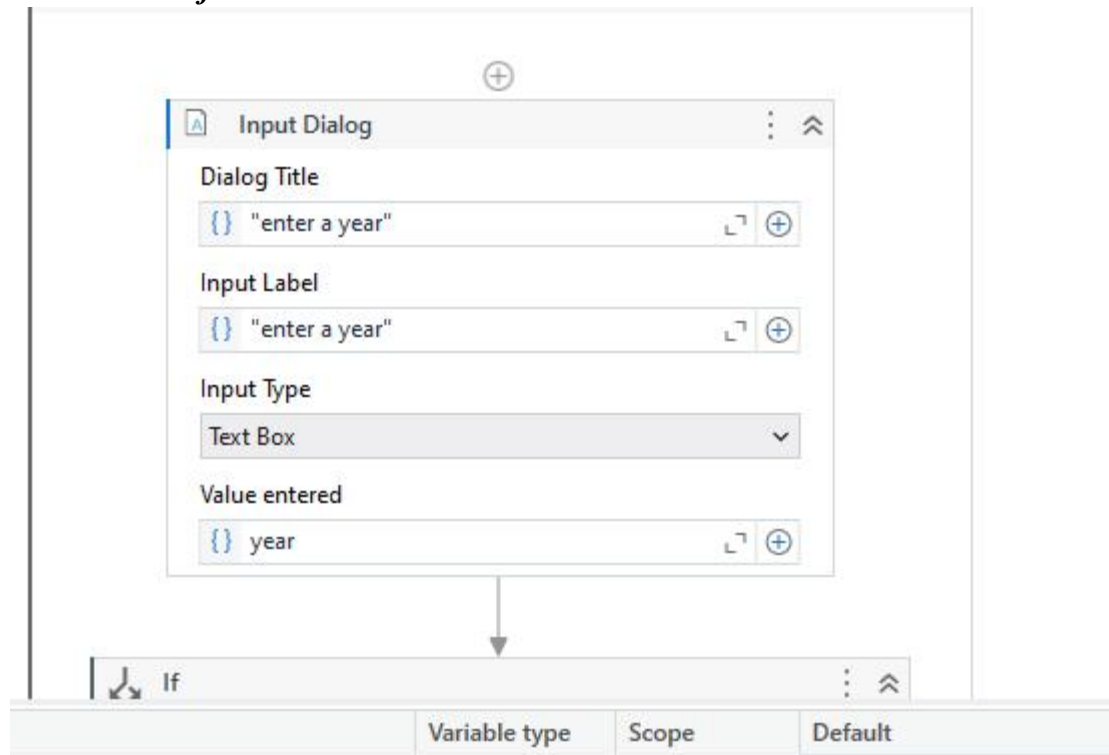 Input Dialog
Dialog Title
{} "enter a year"
Input Label
{} "enter a year"
Input Type
Text Box
Value entered
{} year
If
Variable type Scope Default